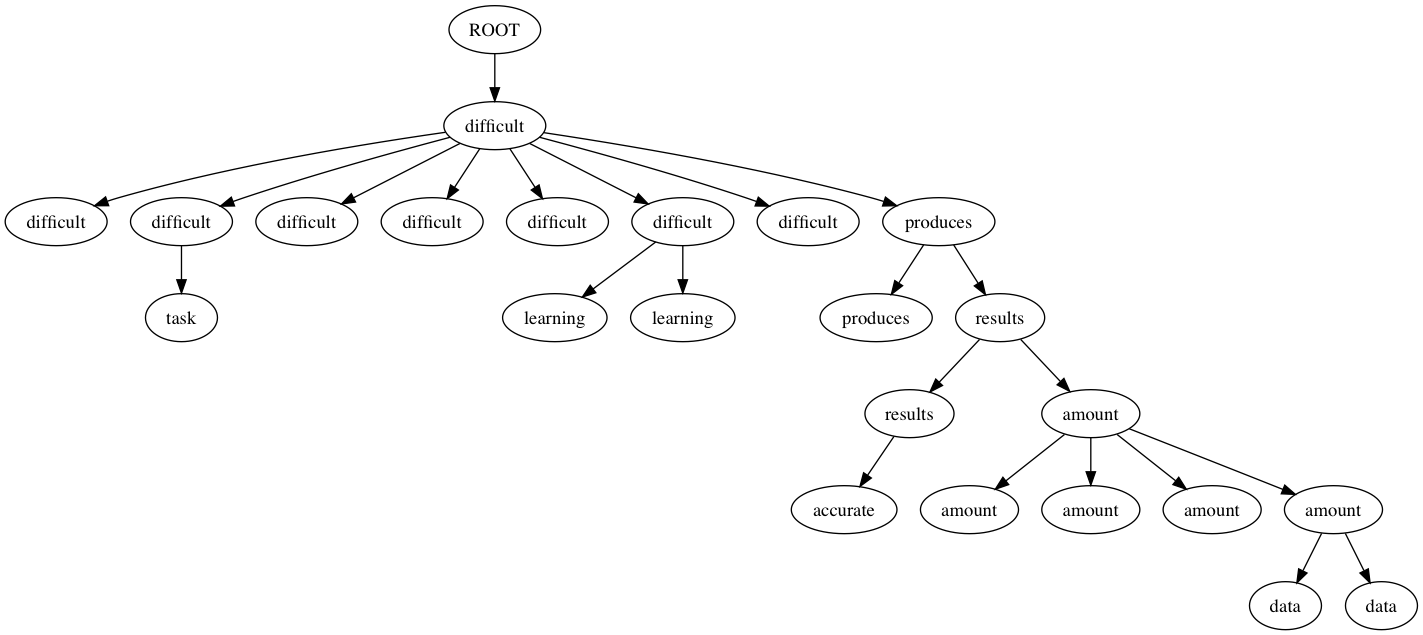 ROOT
difficult
difficult difficult difficult difficult difficult difficult difficult produces
task learning learning produces results
results amount
accurate amount amount amount amount
data data